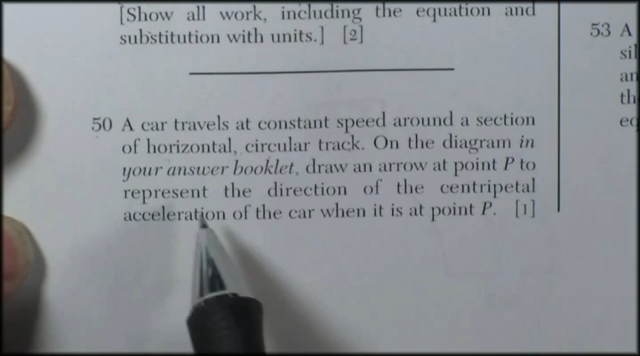 [Show all work, including the equation and
substitution with units.] [2]
50 A car travels at constant speed around a section
of horizontal, circular track. On the diagram in
your answer booklet, draw an arrow at point P to
represent the direction of the centripetal
acceleration of the car when it is at point P. [1]
53 A